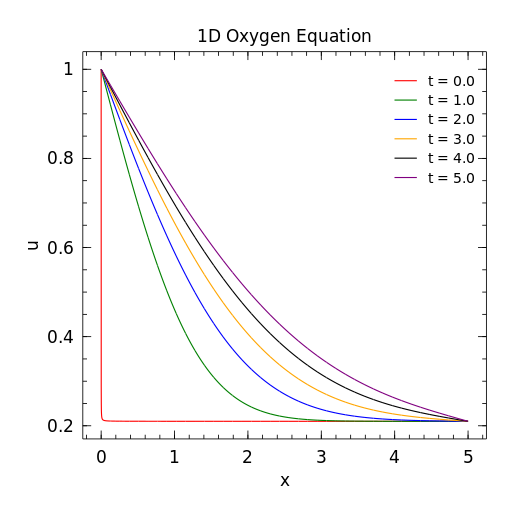 1D Oxygen Equation
t = 0.0
t = 1.0
t = 2.0
t = 3.0
t = 4.0
t = 5.0
1
0.8
0.6
0.4
0.2
u
0 1 2 3 4 5
x